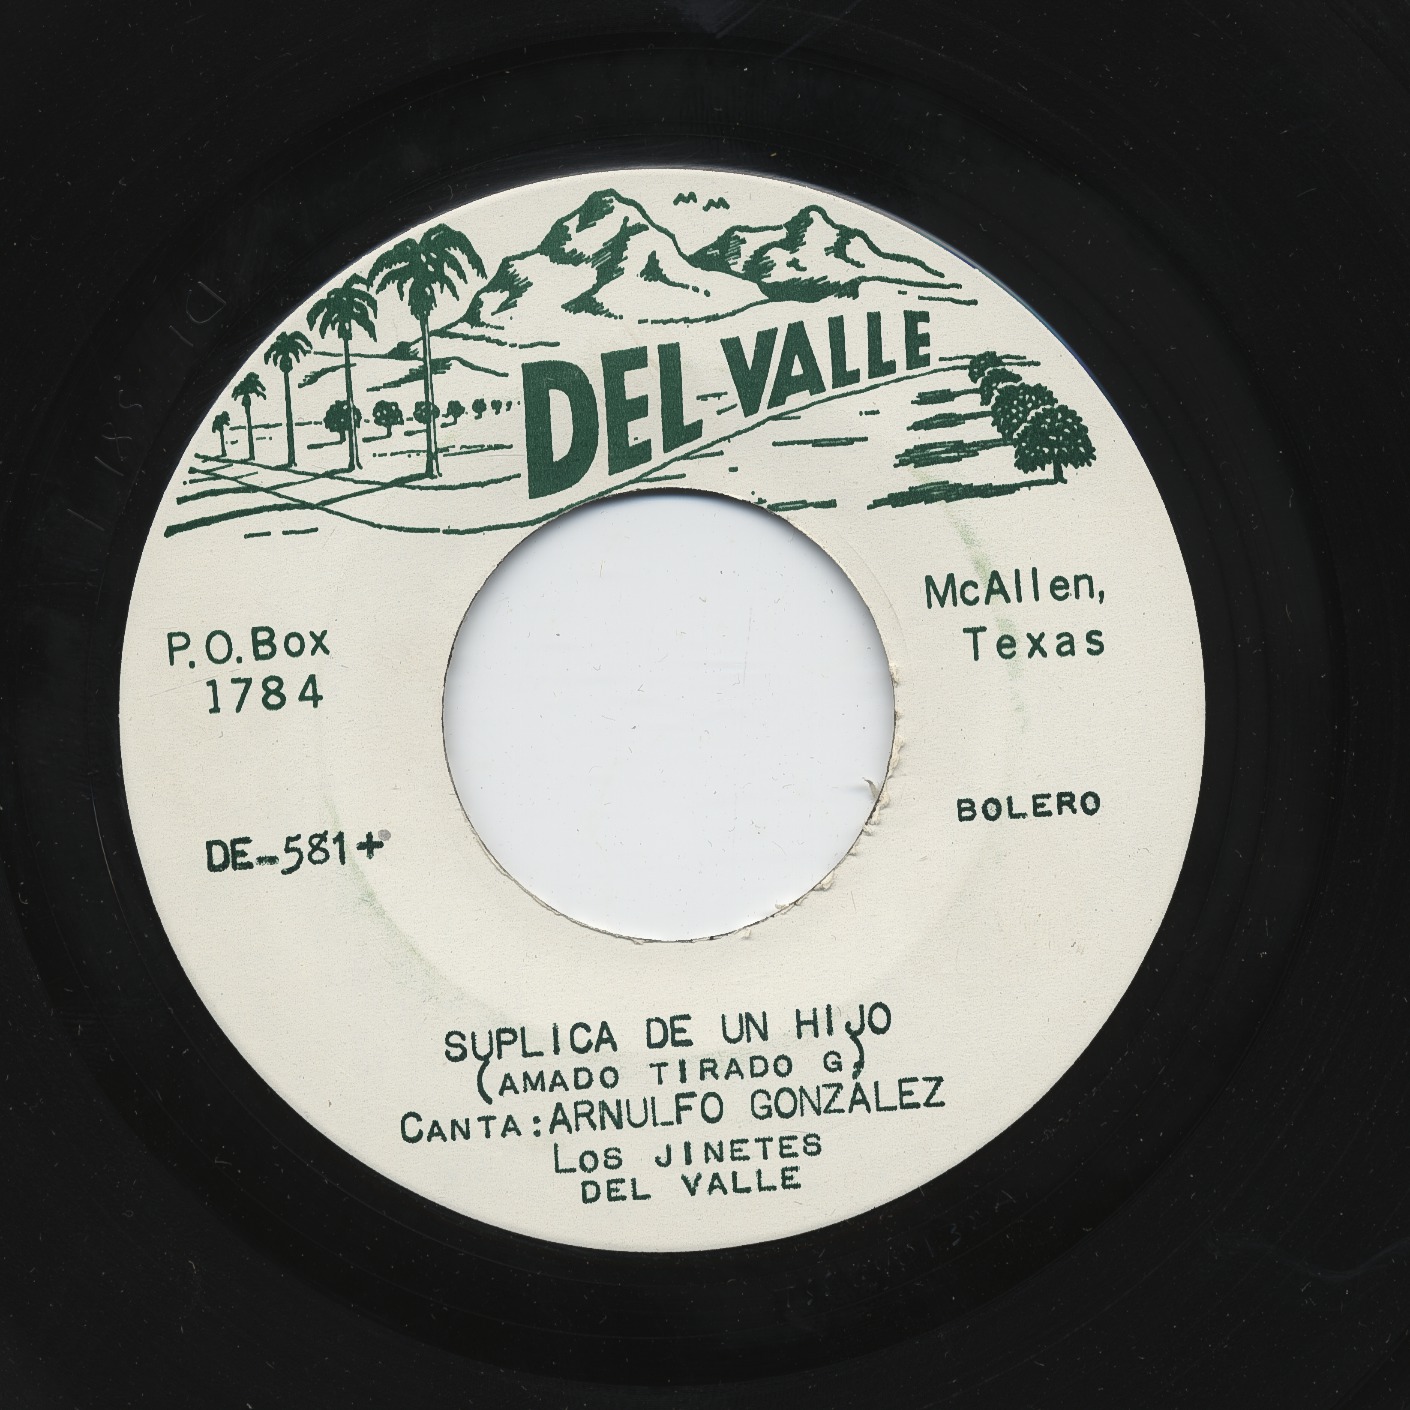 DEL VALLE
McAllen,
Texas
P.O.Box
1784
BOLERO
DE-581+
SUPLICA DE UN HIJO
(AMADO TIRADO G.)
CANTA: ARNULFO GONZÁLEZ
LOS JINETES
DEL VALLE